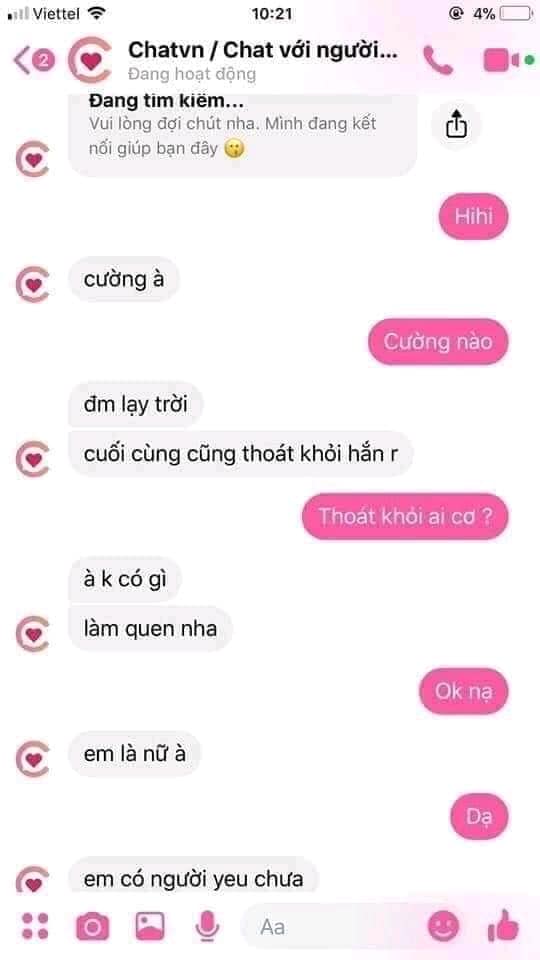 Viettel
10:21
4%
2
Chatvn / Chat với người...
Đang hoạt động
Đang tìm kiếm...
Vui lòng đợi chút nha. Mình đang kết
nối giúp bạn đây
Hihi
cường à
Cường nào
đm lạy trời
cuối cùng cũng thoát khỏi hắn r
Thoát khỏi ai cơ ?
à k có gì
làm quen nha
Ok nạ
em là nữ à
Dạ
em có người yeu chưa
Aa